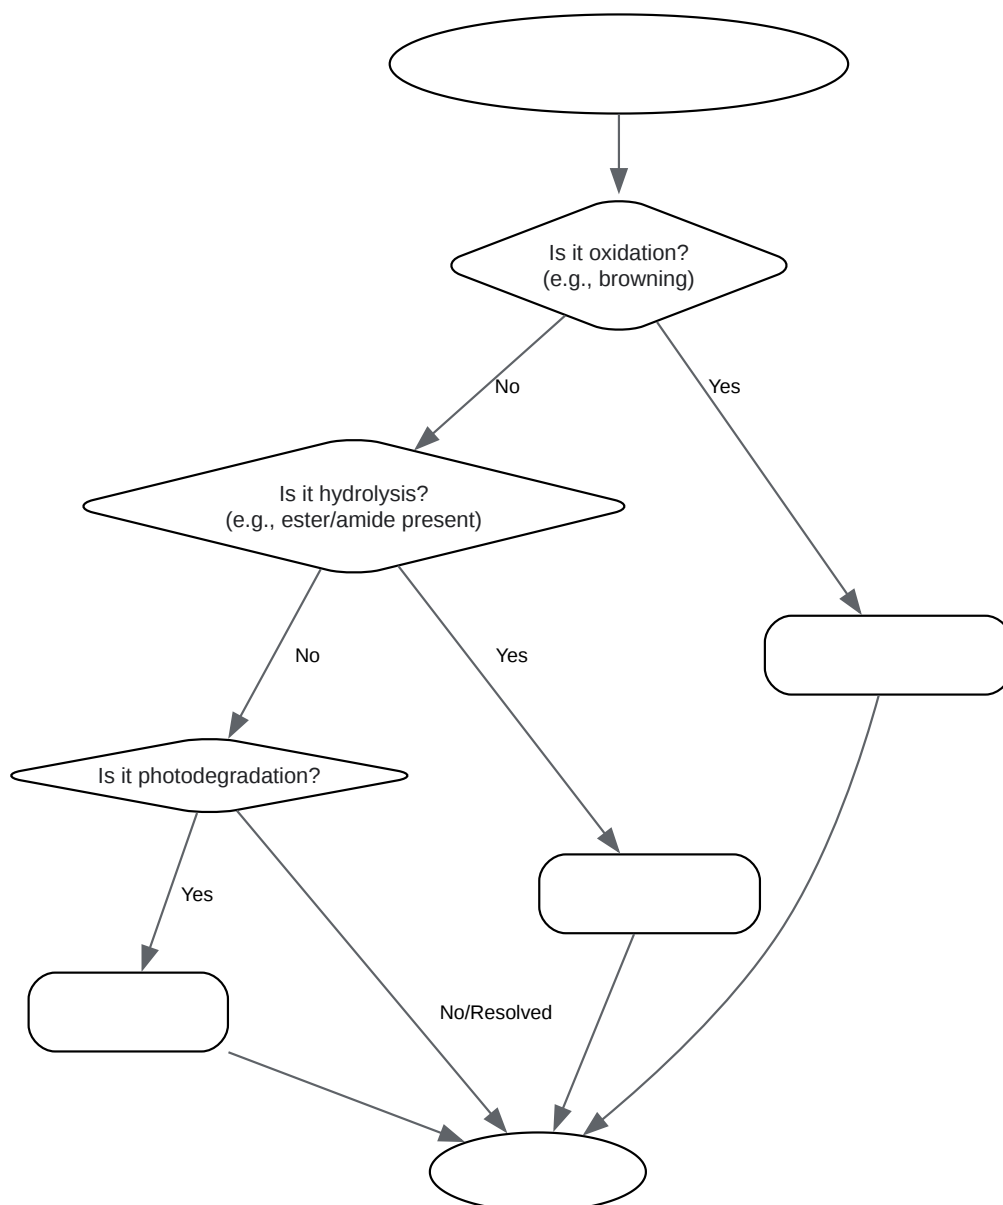 Is it oxidation?
(e.g., browning)
No
Yes
Is it hydrolysis?
(e.g., ester/amide present)
No
Yes
Is it photodegradation?
Yes
No/Resolved